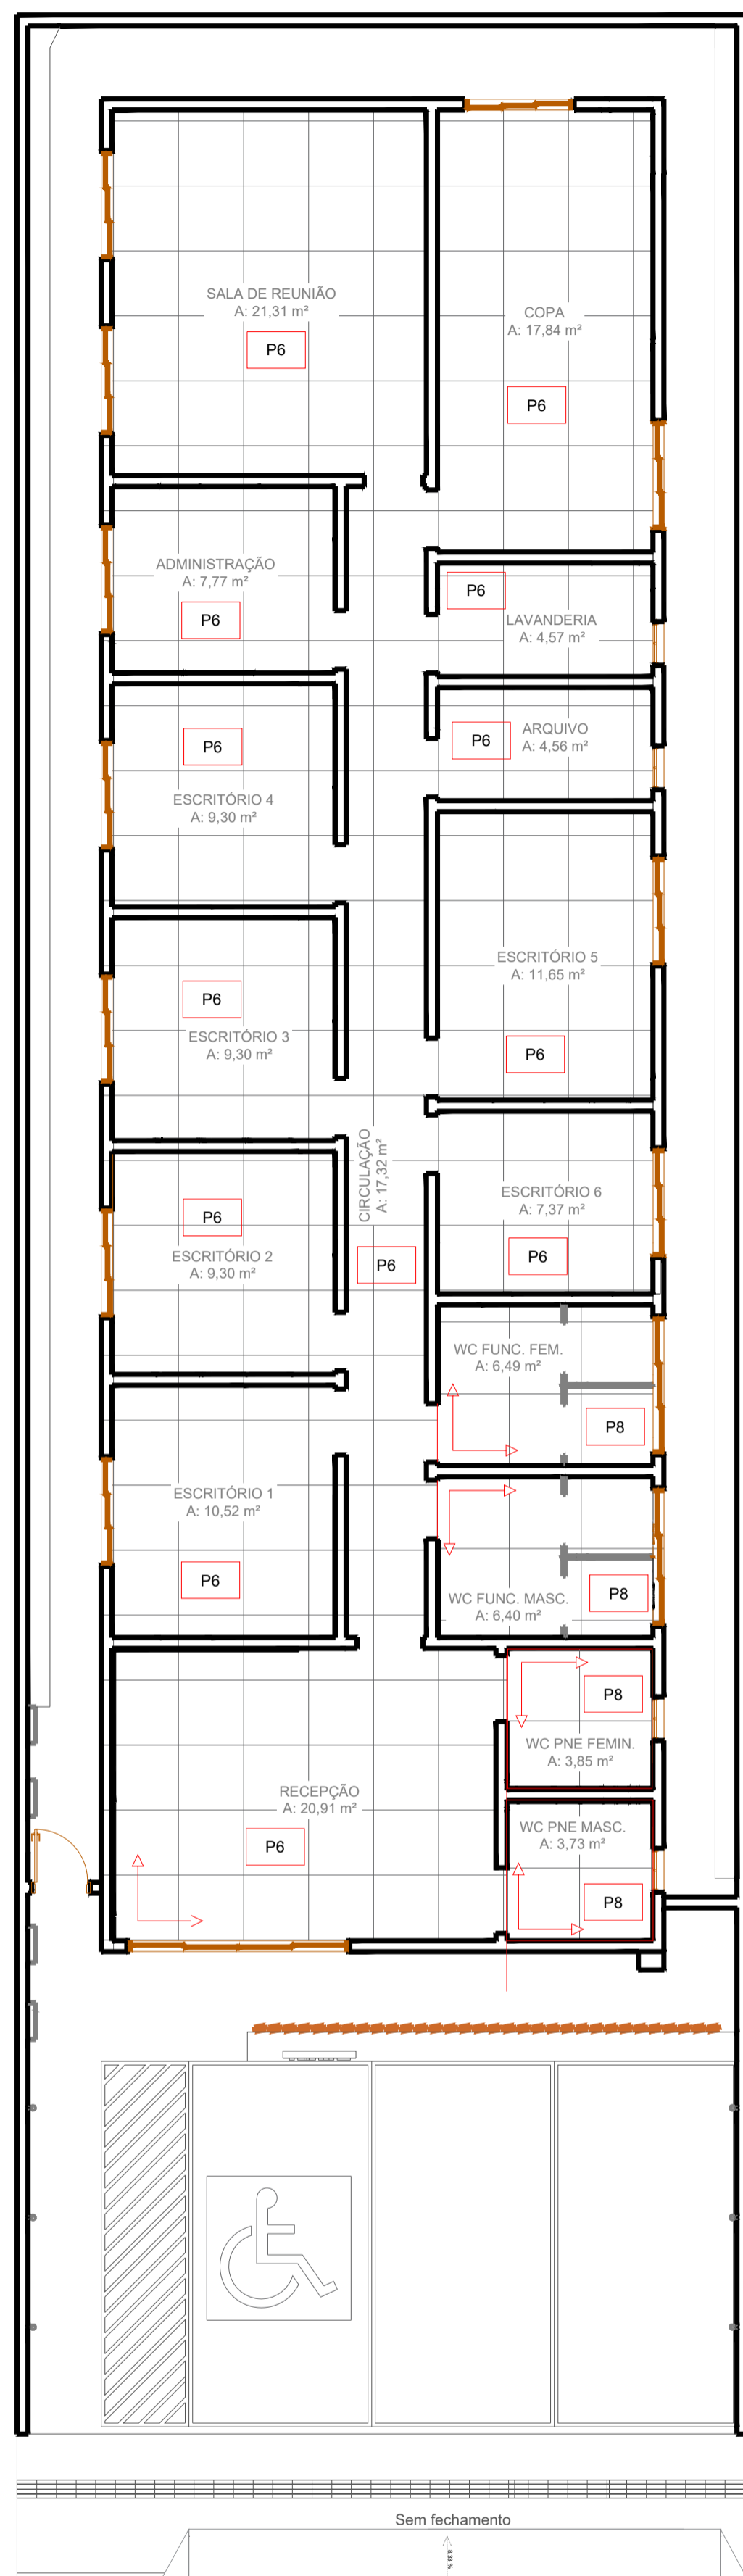 SALA DE REUNIÃO
A: 21,31 m²
P6
COPA
A: 17,84 m²
P6
ADMINISTRAÇÃO
A: 7,77 m²
P6
P6
LAVANDERIA
A: 4,57 m²
P6
ESCRITÓRIO 4
A: 9,30 m²
P6
ARQUIVO
A: 4,56 m²
P6
ESCRITÓRIO 3
A: 9,30 m²
ESCRITÓRIO 5
A: 11,65 m²
P6
CIRCULAÇÃO
A: 17,32 m²
P6
P6
ESCRITÓRIO 2
A: 9,30 m²
ESCRITÓRIO 6
A: 7,37 m²
P6
WC FUNC. FEM.
A: 6,49 m²
P8
ESCRITÓRIO 1
A: 10,52 m²
P6
WC FUNC. MASC.
A: 6,40 m²
P8
P8
WC PNE FEMIN.
A: 3,85 m²
RECEPÇÃO
A: 20,91 m²
P6
WC PNE MASC.
A: 3,73 m²
P8
Sem fechamento
8,33 %